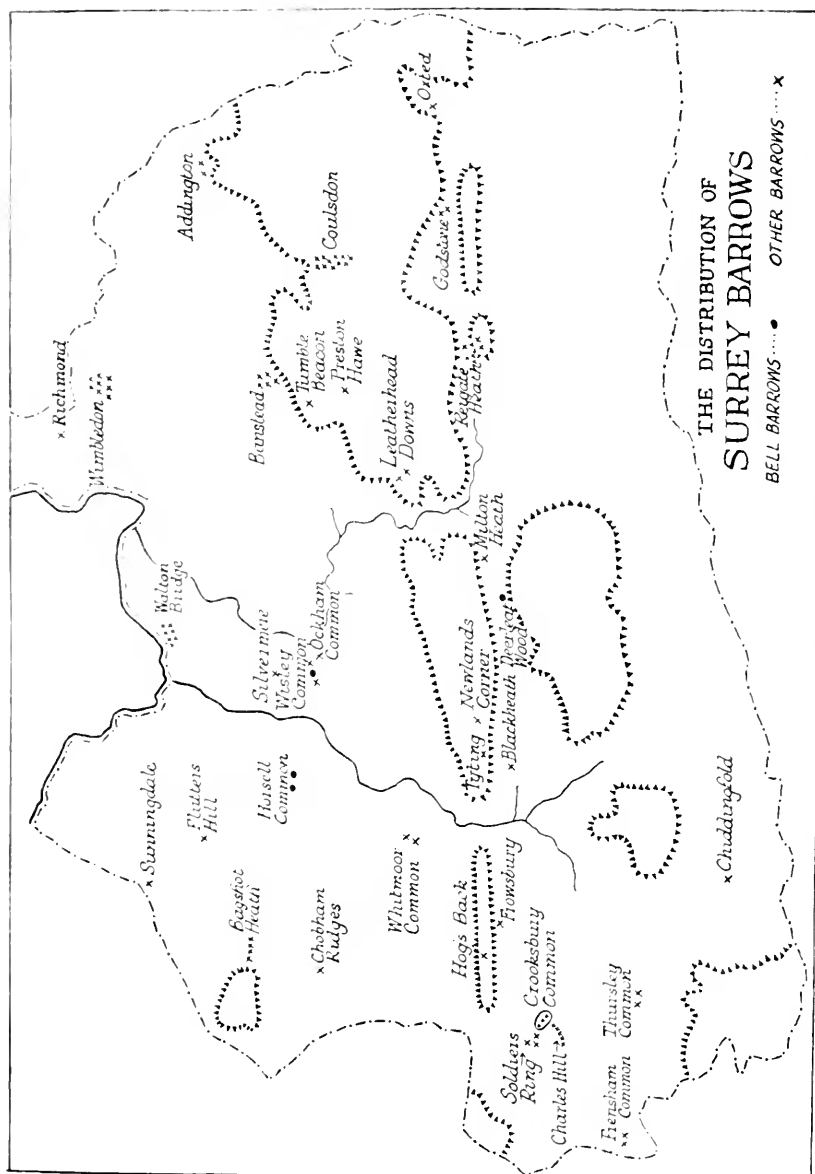 Richmond
Wimbledon
Addington
Walton
Bridge
Banstead
Tumble
Beacon
Preston
Hawe
Coulsdon
Leatherhead
Downs
Oxted
Godstone
Reigate
Heath
Sunningdale
Flutters
Hill
Bagshot
Heath
Horsell
Common
Silvermere
Wisley
Common
Ockham
Common
Chobham
Ridges
Whitmoor
Common
Hog's Back
Frowsbury
Tyting
Newlands
Corner
Blackheath
Deerleap
Wood
Milton
Heath
Soldiers
Ring
Crooksbury
Common
Charles Hill
Frensham
Common
Thursley
Common
Chiddingfold
THE DISTRIBUTION OF
SURREY BARROWS
BELL BARROWS.... OTHER BARROWS.... x